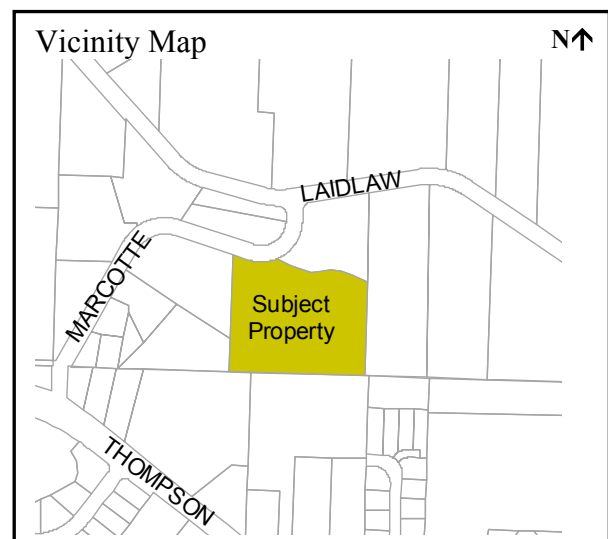 Vicinity Map
N↑
LAIDLAW
MARCOTTE
Subject
Property
THOMPSON